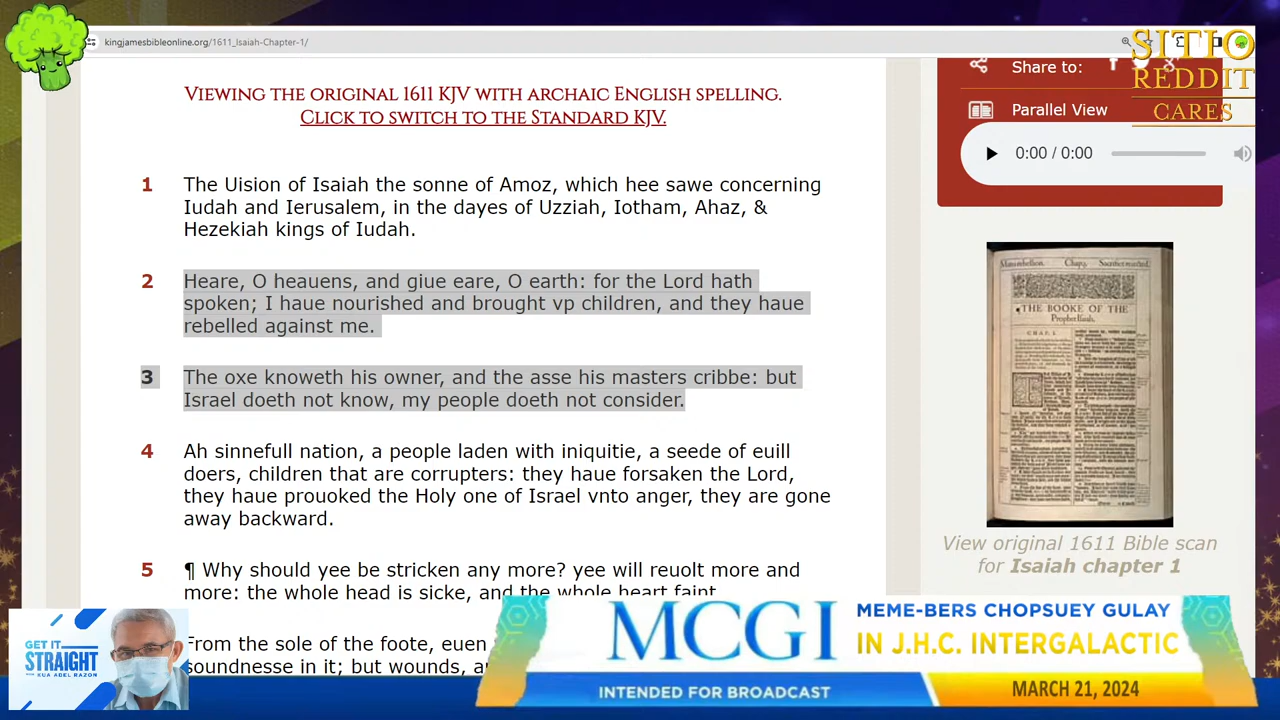 kingjamesbibleonline.org/1611_Isaiah-Chapter-1/
SITIO
REDDIT
CARES
Viewing the original 1611 KJV with archaic English spelling.
Click to switch to the Standard KJV.
Share to:
Parallel View
0:00 / 0:00
1 The Uision of Isaiah the sonne of Amoz, which hee sawe concerning
Iudah and Ierusalem, in the dayes of Uzziah, Iotham, Ahaz, &
Hezekiah kings of Iudah.
2 Heare, O heauens, and giue eare, O earth: for the Lord hath
spoken; I haue nourished and brought vp children, and they haue
rebelled against me.
3 The oxe knoweth his owner, and the asse his masters cribbe: but
Israel doeth not know, my people doeth not consider.
4 Ah sinnefull nation, a people laden with iniquitie, a seede of euill
doers, children that are corrupters: they haue forsaken the Lord,
they haue prouoked the Holy one of Israel vnto anger, they are gone
away backward.
5 ¶ Why should yee be stricken any more? yee will reuolt more and
more: the whole head is sicke, and the whole heart faint
From the sole of the foote, euen
soundnesse in it; but wounds,
THE BOOKE OF THE
Prophet Isaiah.
View original 1611 Bible scan
for Isaiah chapter 1
GET IT
STRAIGHT
KUYA ADEL RAZON
MCGI
MEME-BERS CHOPSUEY GULAY
IN J.H.C. INTERGALACTIC
INTENDED FOR BROADCAST
MARCH 21, 2024